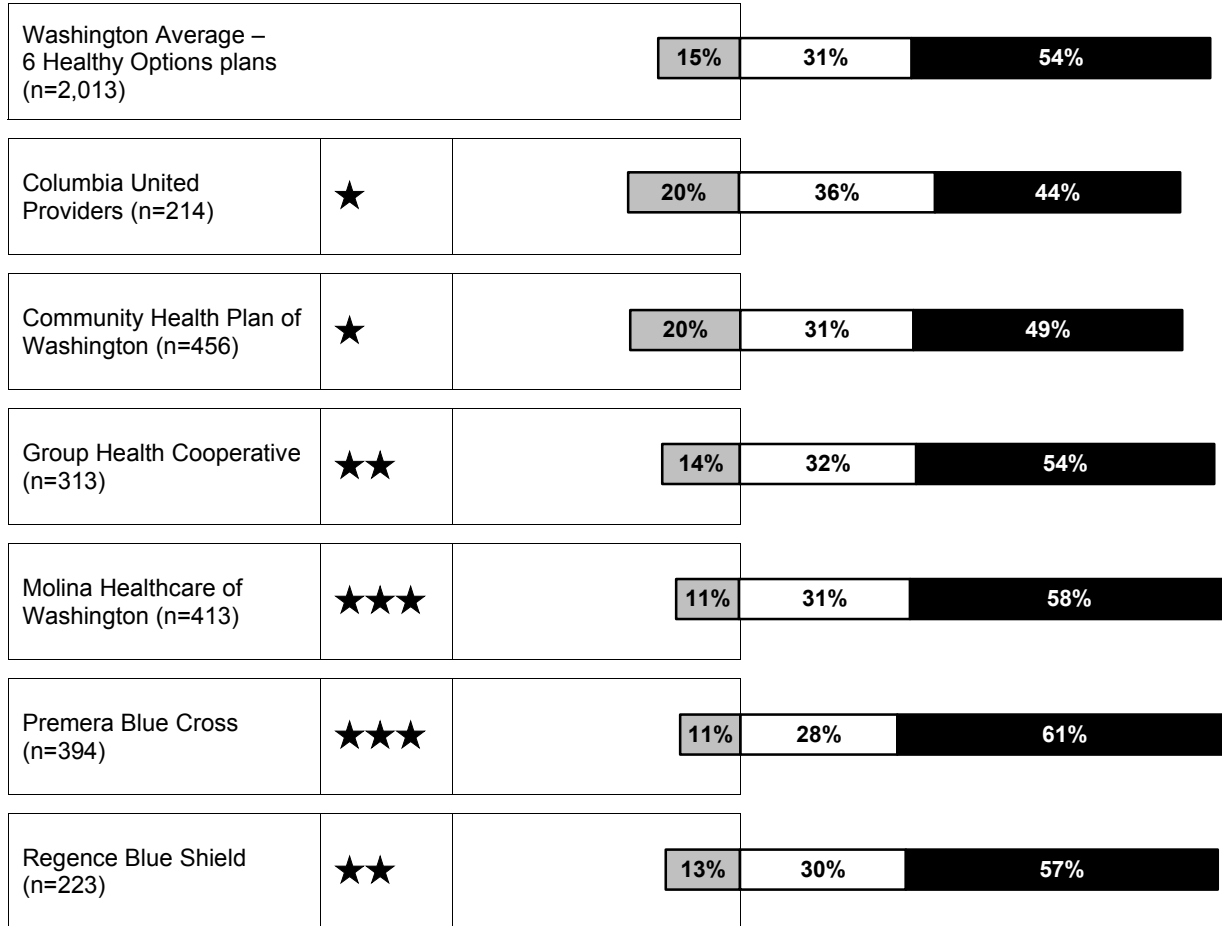 Washington Average –
6 Healthy Options plans
(n=2,013)
15% 31% 54%
Columbia United
Providers (n=214)
★
20% 36% 44%
Community Health Plan of
Washington (n=456)
★
20% 31% 49%
Group Health Cooperative
(n=313)
★★
14% 32% 54%
Molina Healthcare of
Washington (n=413)
★★★
11% 31% 58%
Premera Blue Cross
(n=394)
★★★
11% 28% 61%
Regence Blue Shield
(n=223)
★★
13% 30% 57%